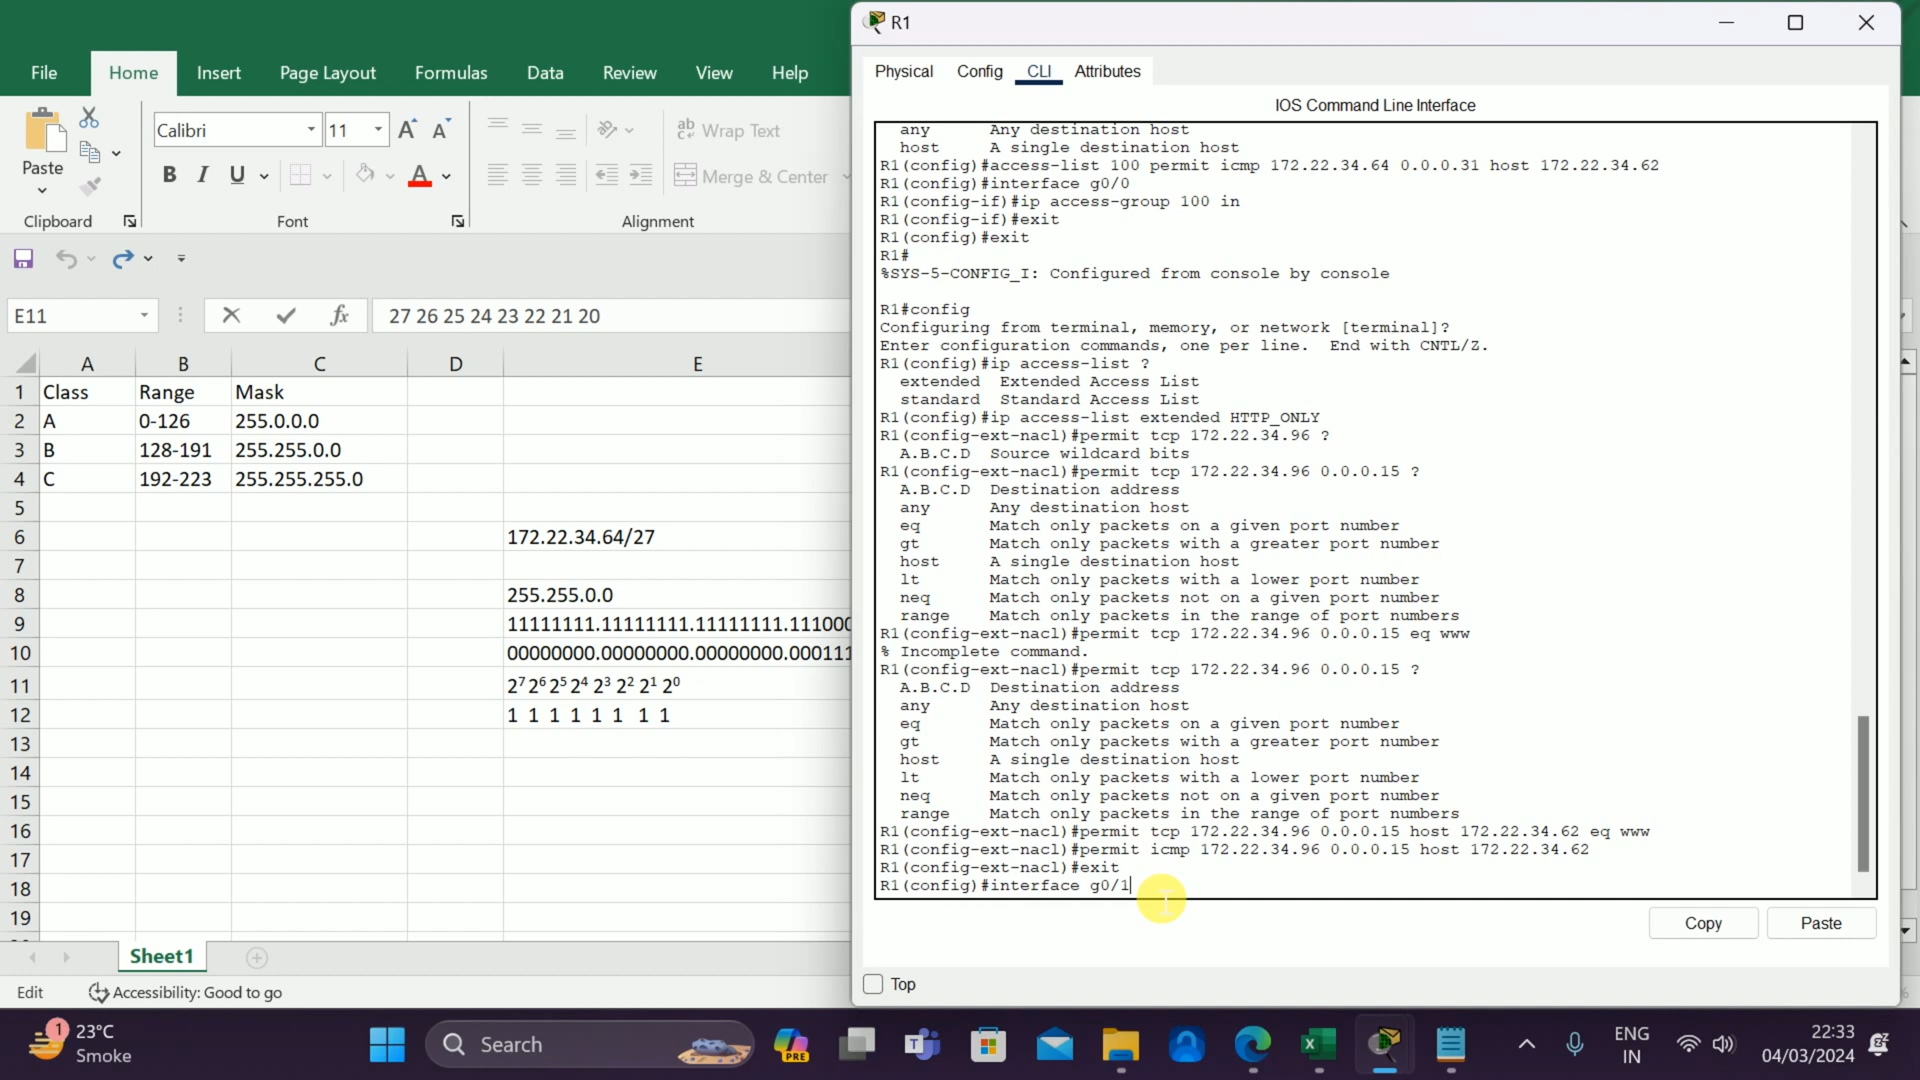 R1
File Home Insert Page Layout Formulas Data Review View Help
Physical Config CLI Attributes
IOS Command Line Interface
Paste
Calibri 11 A A
B I U A
ab Wrap Text
Merge & Center
Clipboard Font Alignment
E11 fx 27 26 25 24 23 22 21 20
A B C D E
1 Class Range Mask
2 A 0-126 255.0.0.0
3 B 128-191 255.255.0.0
4 C 192-223 255.255.255.0
5
6 172.22.34.64/27
7
8 255.255.0.0
9 11111111.11111111.11111111.111000
10 00000000.00000000.00000000.000111
11 2⁷ 2⁶ 2⁵ 2⁴ 2³ 2² 2¹ 2⁰
12 1 1 1 1 1 1 1 1
13
14
15
16
17
18
19
Sheet1
Edit Accessibility: Good to go
any Any destination host
host A single destination host
R1(config)#access-list 100 permit icmp 172.22.34.64 0.0.0.31 host 172.22.34.62
R1(config)#interface g0/0
R1(config-if)#ip access-group 100 in
R1(config-if)#exit
R1(config)#exit
R1#
%SYS-5-CONFIG_I: Configured from console by console
R1#config
Configuring from terminal, memory, or network [terminal]?
Enter configuration commands, one per line. End with CNTL/Z.
R1(config)#ip access-list ?
extended Extended Access List
standard Standard Access List
R1(config)#ip access-list extended HTTP_ONLY
R1(config-ext-nacl)#permit tcp 172.22.34.96 ?
A.B.C.D Source wildcard bits
R1(config-ext-nacl)#permit tcp 172.22.34.96 0.0.0.15 ?
A.B.C.D Destination address
any Any destination host
eq Match only packets on a given port number
gt Match only packets with a greater port number
host A single destination host
lt Match only packets with a lower port number
neq Match only packets not on a given port number
range Match only packets in the range of port numbers
R1(config-ext-nacl)#permit tcp 172.22.34.96 0.0.0.15 eq www
% Incomplete command.
R1(config-ext-nacl)#permit tcp 172.22.34.96 0.0.0.15 ?
A.B.C.D Destination address
any Any destination host
eq Match only packets on a given port number
gt Match only packets with a greater port number
host A single destination host
lt Match only packets with a lower port number
neq Match only packets not on a given port number
range Match only packets in the range of port numbers
R1(config-ext-nacl)#permit tcp 172.22.34.96 0.0.0.15 host 172.22.34.62 eq www
R1(config-ext-nacl)#permit icmp 172.22.34.96 0.0.0.15 host 172.22.34.62
R1(config-ext-nacl)#exit
R1(config)#interface g0/1
Copy Paste
Top
1 23°C
Smoke
Search
PRE
ENG
IN
22:33
04/03/2024